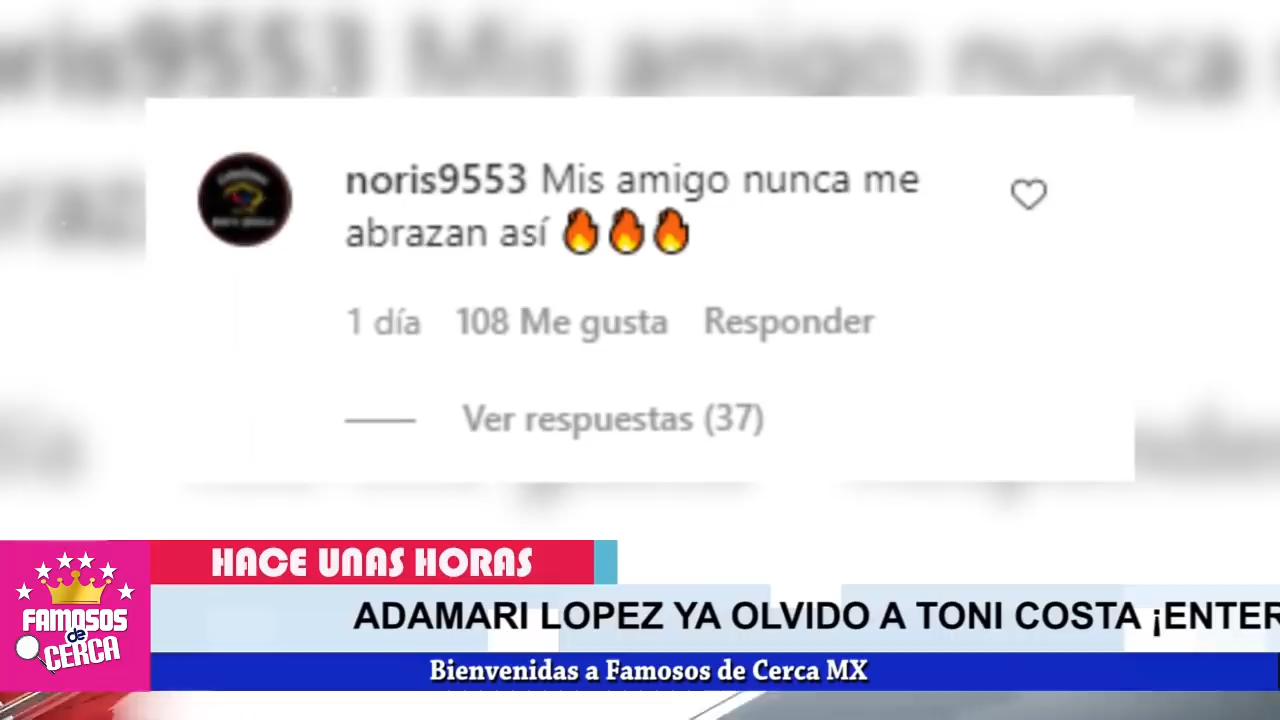 noris9553 Mis amigo nunca me
abrazan así 🔥🔥🔥
1 día 108 Me gusta Responder
Ver respuestas (37)
HACE UNAS HORAS
ADAMARI LOPEZ YA OLVIDO A TONI COSTA ¡ENTER
Bienvenidas a Famosos de Cerca MX
FAMOSOS
de
CERCA